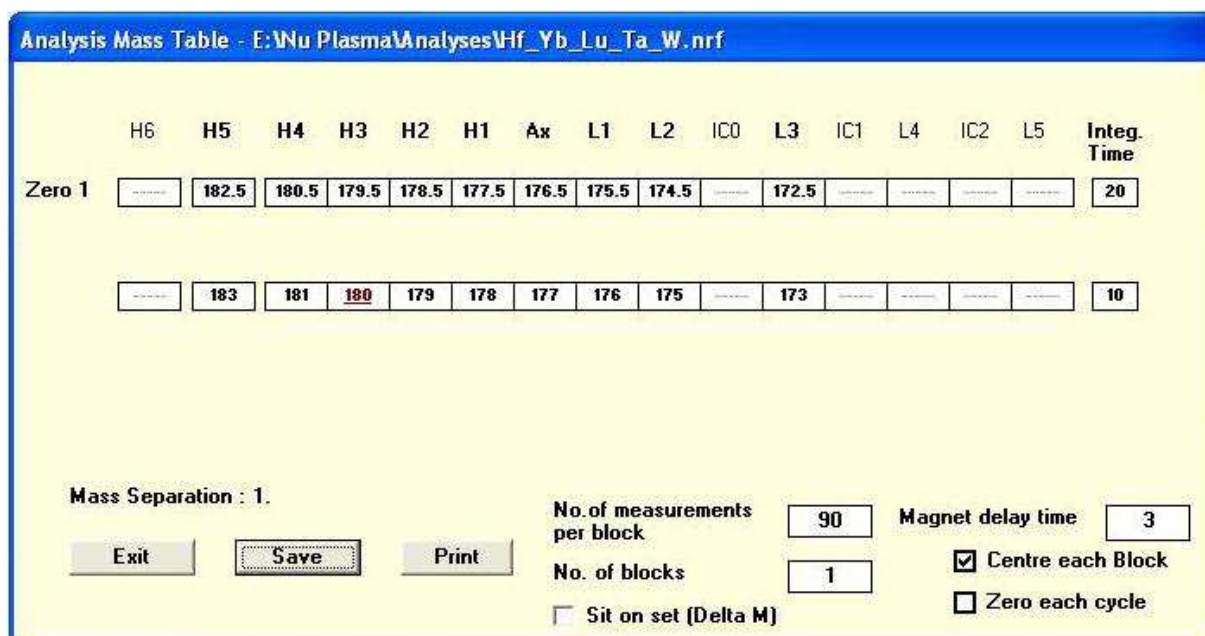 Analysis Mass Table - E:\Nu Plasma\Analyses\Hf_Yb_Lu_Ta_W.nrf
H6 H5 H4 H3 H2 H1 Ax L1 L2 IC0 L3 IC1 L4 IC2 L5 Integ. Time
Zero 1 ------ 182.5 180.5 179.5 178.5 177.5 176.5 175.5 174.5 ------ 172.5 ------ ------ ------ ------ 20
------ 183 181 180 179 178 177 176 175 ------ 173 ------ ------ ------ ------ 10
Mass Separation : 1.
Exit Save Print
No.of measurements per block 90
No. of blocks 1
Sit on set (Delta M)
Magnet delay time 3
Centre each Block
Zero each cycle